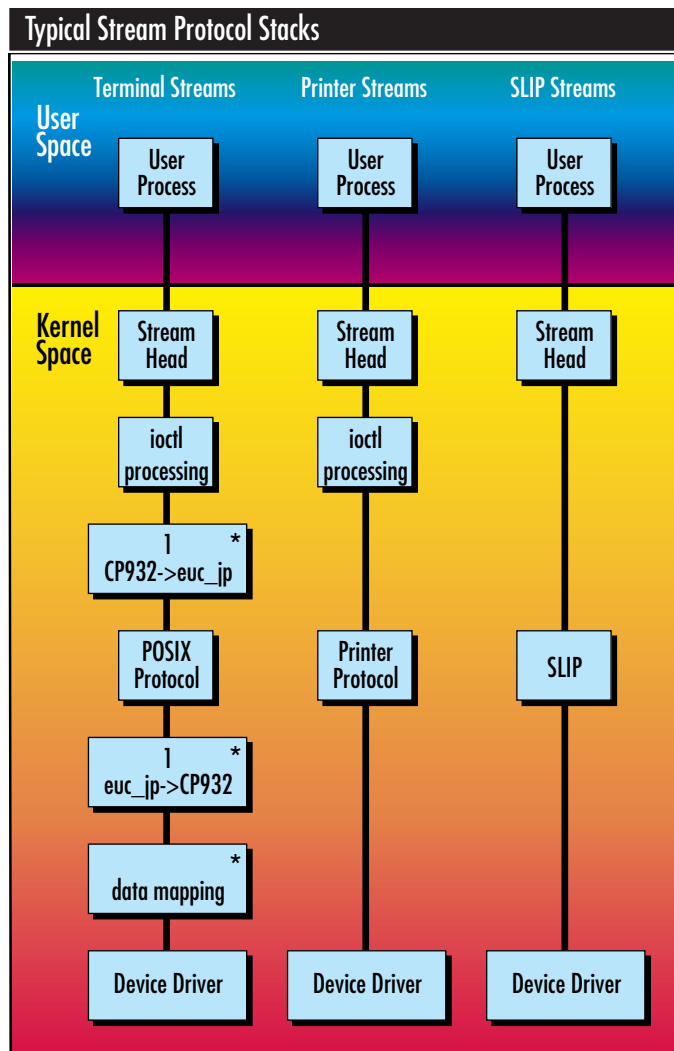 Typical Stream Protocol Stacks
Terminal Streams
Printer Streams
SLIP Streams
User
Space
User
Process
User
Process
User
Process
Kernel
Space
Stream
Head
Stream
Head
Stream
Head
ioctl
processing
ioctl
processing
1 *
CP932->euc_jp
POSIX
Protocol
Printer
Protocol
SLIP
1 *
euc_jp->CP932
*
data mapping
Device Driver
Device Driver
Device Driver